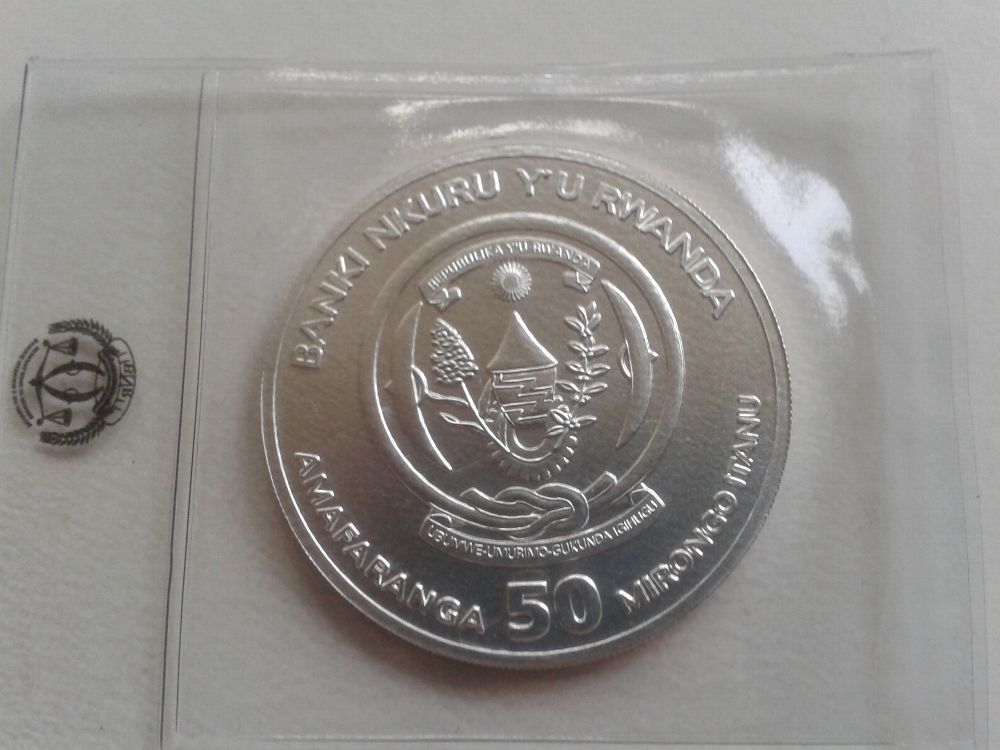 BANKI NKURU Y'U RWANDA
REPUBULIKA Y'U RWANDA
UBUMWE-UMURIMO-GUKUNDA IGIHUGU
AMAFARANGA 50 MIRONGO ITANU